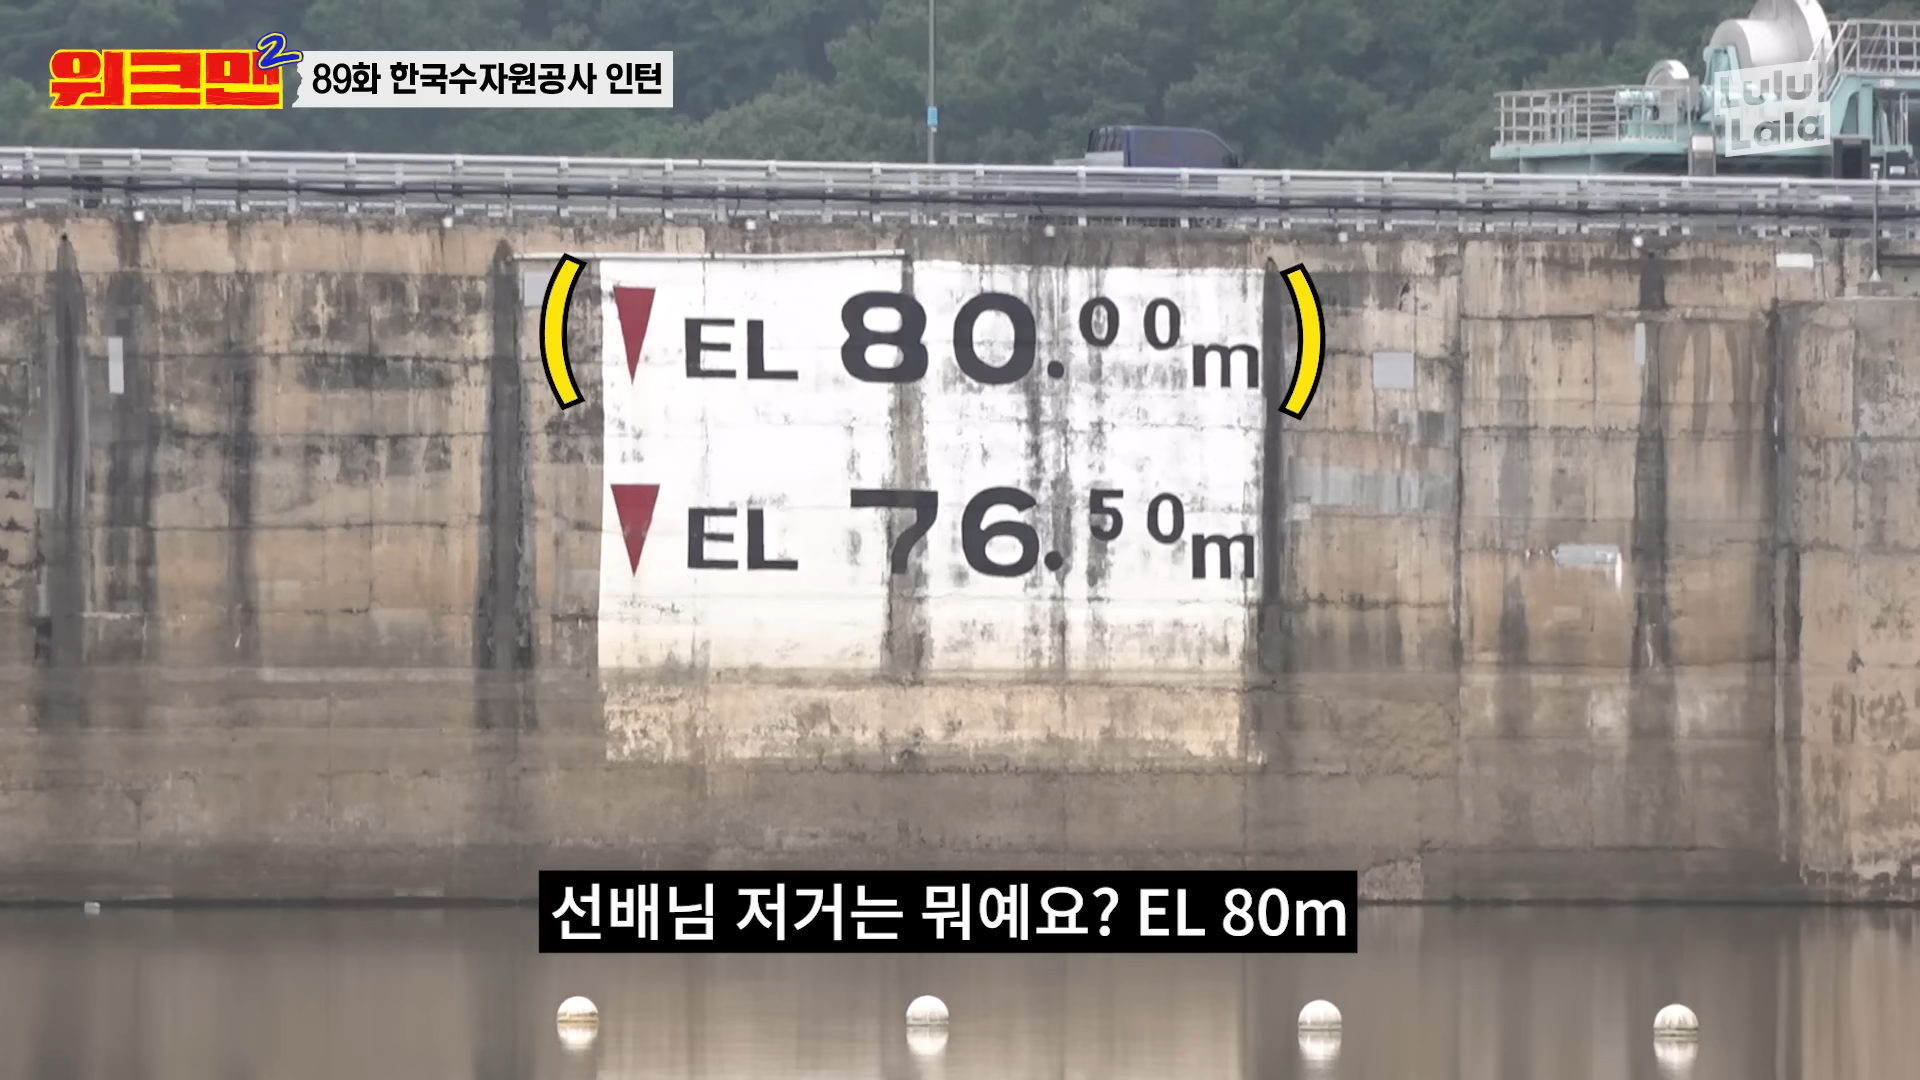 워크맨2
89화 한국수자원공사 인턴
Lulu
Lala
EL 80.00m
EL 76.50m
선배님 저거는 뭐예요? EL 80m